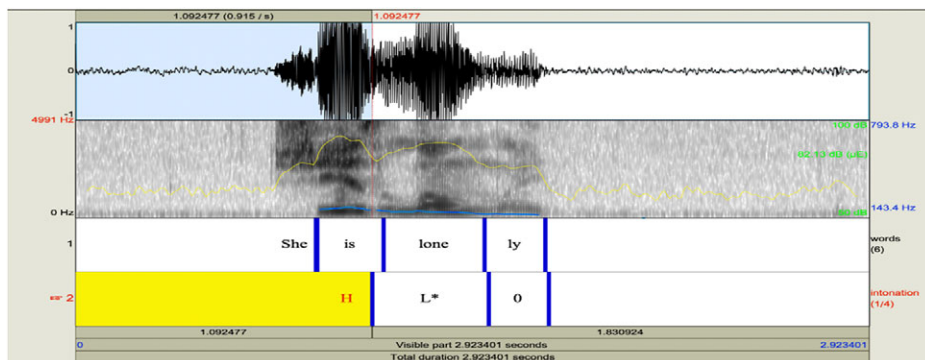 1.092477 (0.915 / s) 1.092477
1
0
-1
4991 Hz 100 dB 793.8 Hz
0 Hz 143.4 Hz
1 She is lone ly words
(6)
2 H L* 0 intonation
(1/4)
1.092477 1.830924
0 Visible part 2.923401 seconds 2.923401
Total duration 2.923401 seconds